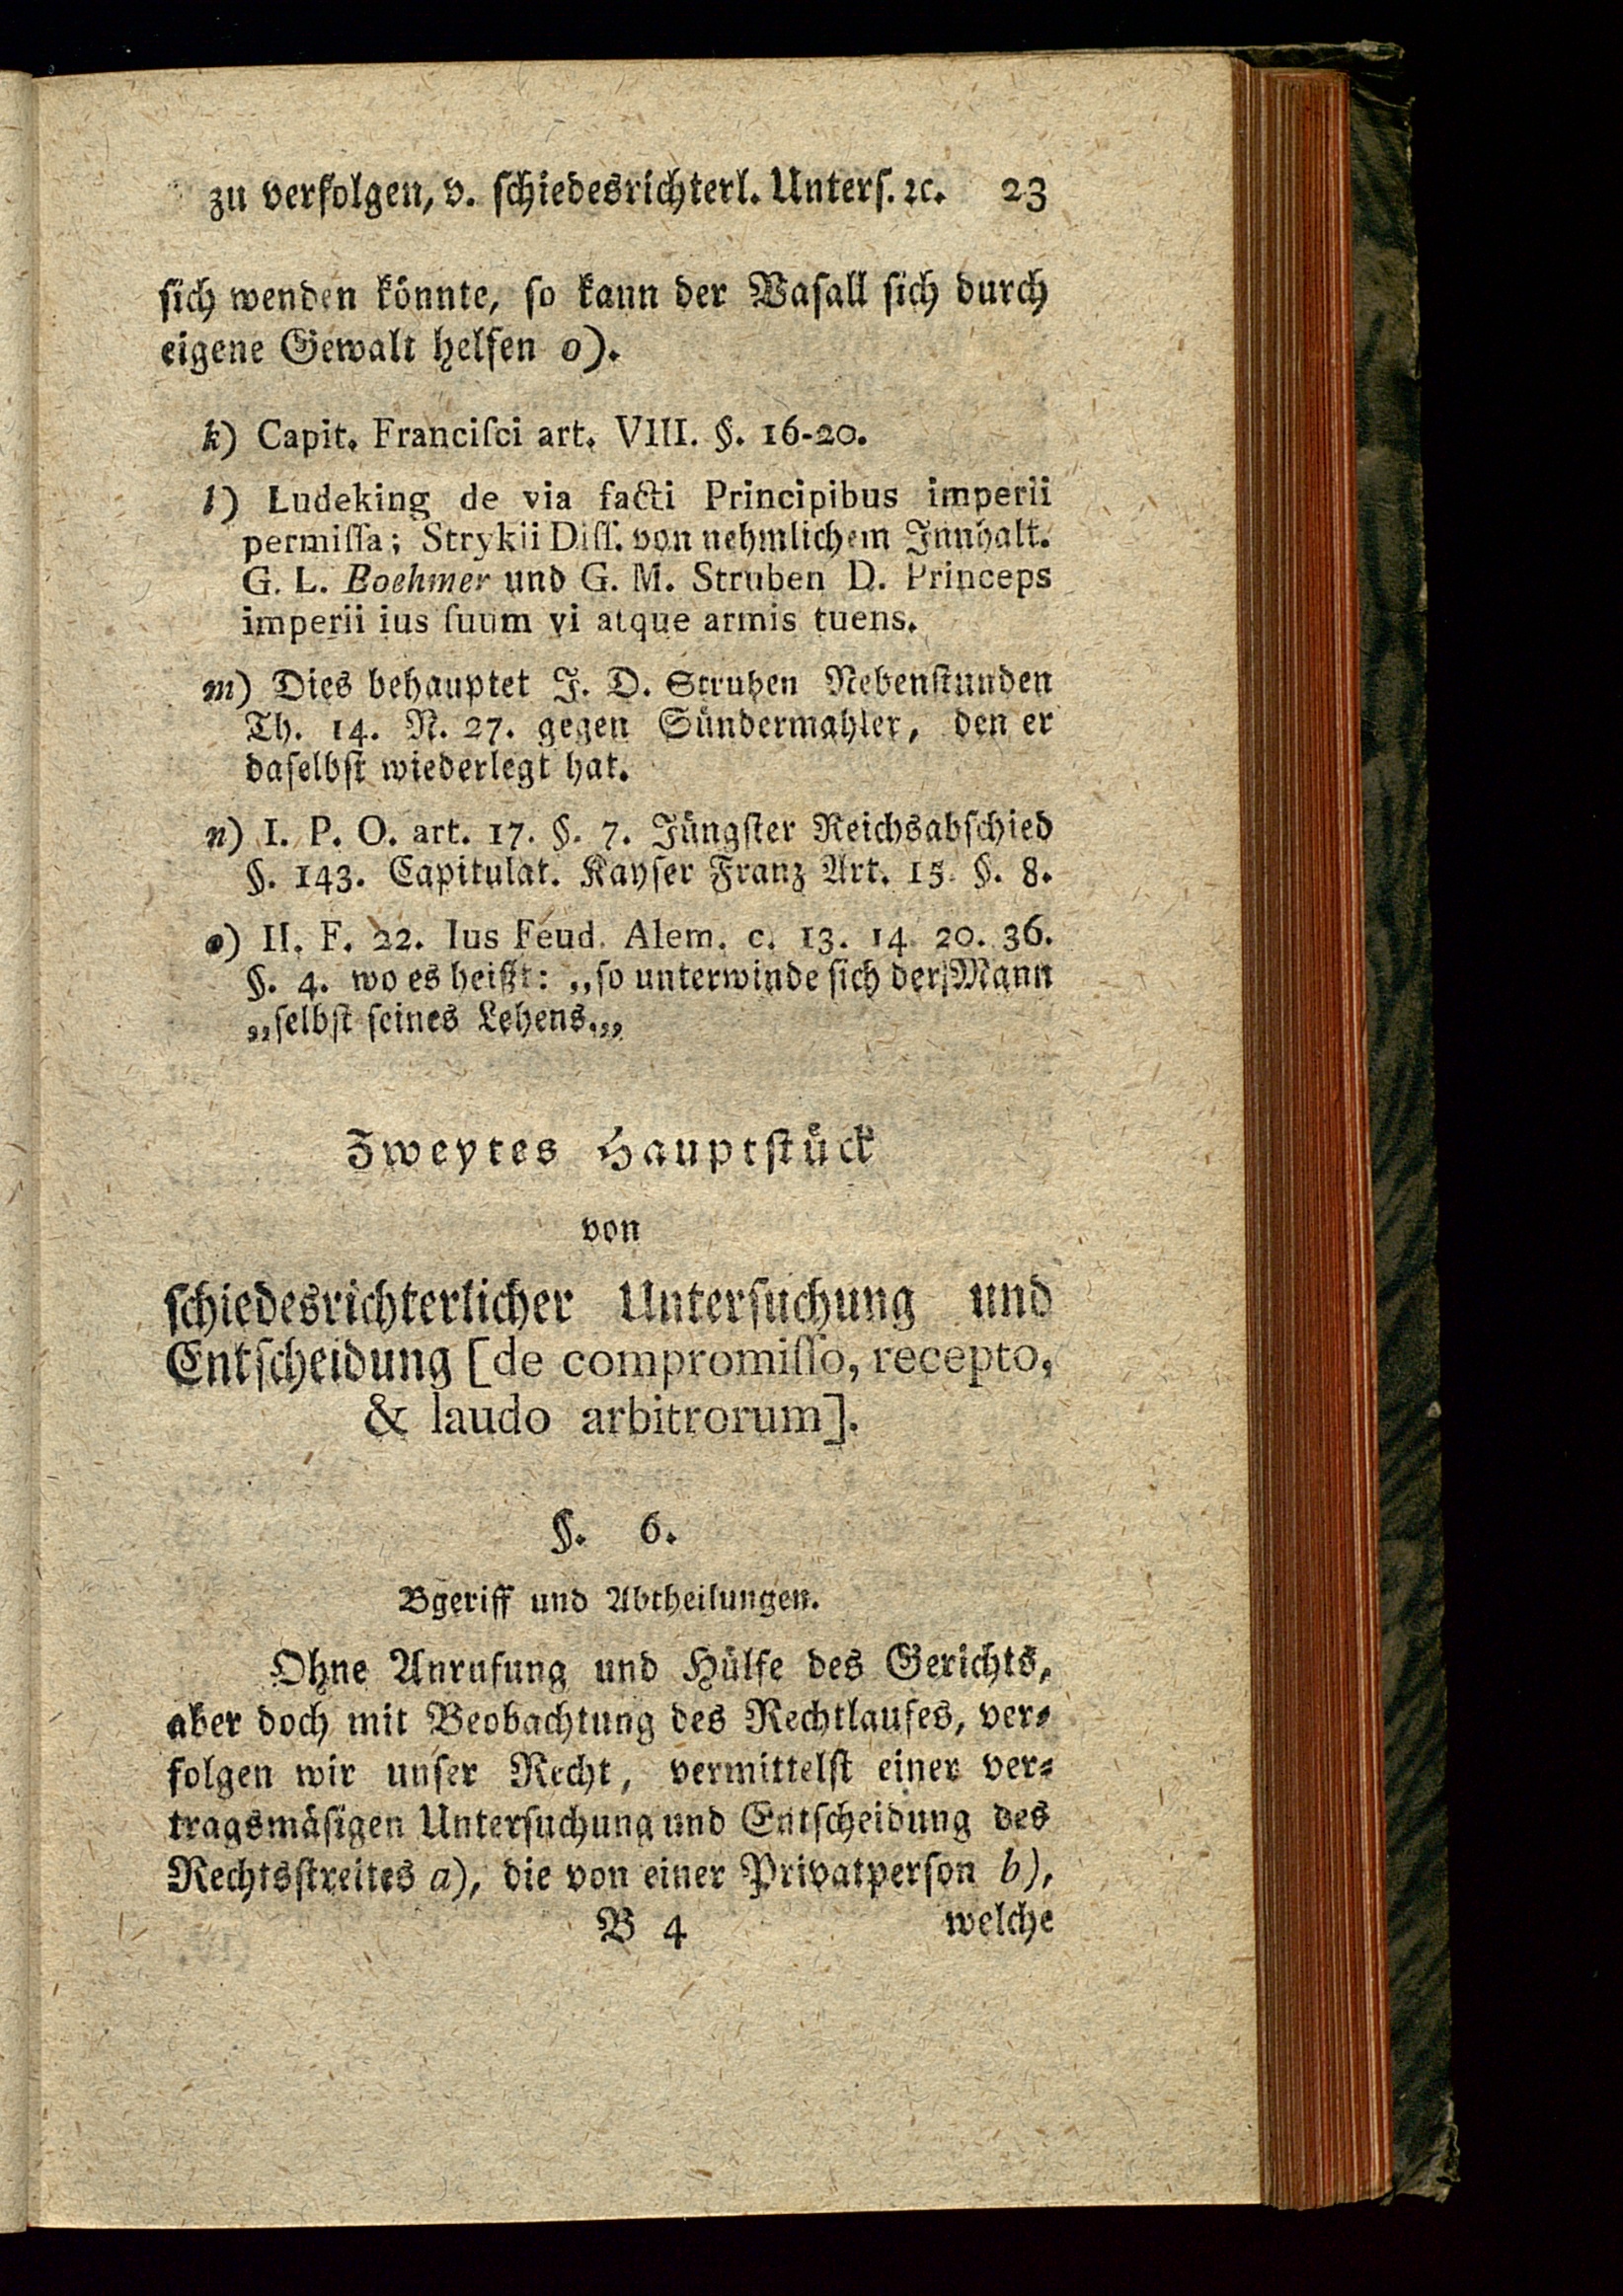 zu verfolgen, v. schiedesrichterl. Unters. ꝛc. 23
sich wenden könnte, so kann der Vasall sich durch
eigene Gewalt helfen o).
k) Capit. Franciſci art. VIII. §. 16-20.
l) Ludeking de via facti Principibus imperii
permiſſa; Strykii Diſſ. von nehmlichem Innhalt.
G. L. Boehmer und G. M. Struben D. Princeps
imperii ius ſuum vi atque armis tuens.
m) Dies behauptet J. D. Struben Nebenstunden
Th. 14. N. 27. gegen Sündermahler, den er
daselbst wiederlegt hat.
n) I. P. O. art. 17. §. 7. Jüngster Reichsabschied
§. 143. Capitulat. Kayser Franz Art. 15. §. 8.
o) II. F. 22. Ius Feud. Alem. c. 13. 14. 20. 36.
§. 4. wo es heißt: „so unterwinde sich der Mann
„selbst seines Lehens.„
Zweytes Hauptstück
von
schiedesrichterlicher Untersuchung und
Entscheidung [de compromiſſo, recepto,
& laudo arbitrorum].
§. 6.
Bgeriff und Abtheilungen.
Ohne Anrufung und Hülfe des Gerichts,
aber doch mit Beobachtung des Rechtlaufes, ver⸗
folgen wir unser Recht, vermittelst einer ver⸗
tragsmäsigen Untersuchung und Entscheidung des
Rechtsstreites a), die von einer Privatperson b),
B 4 welche